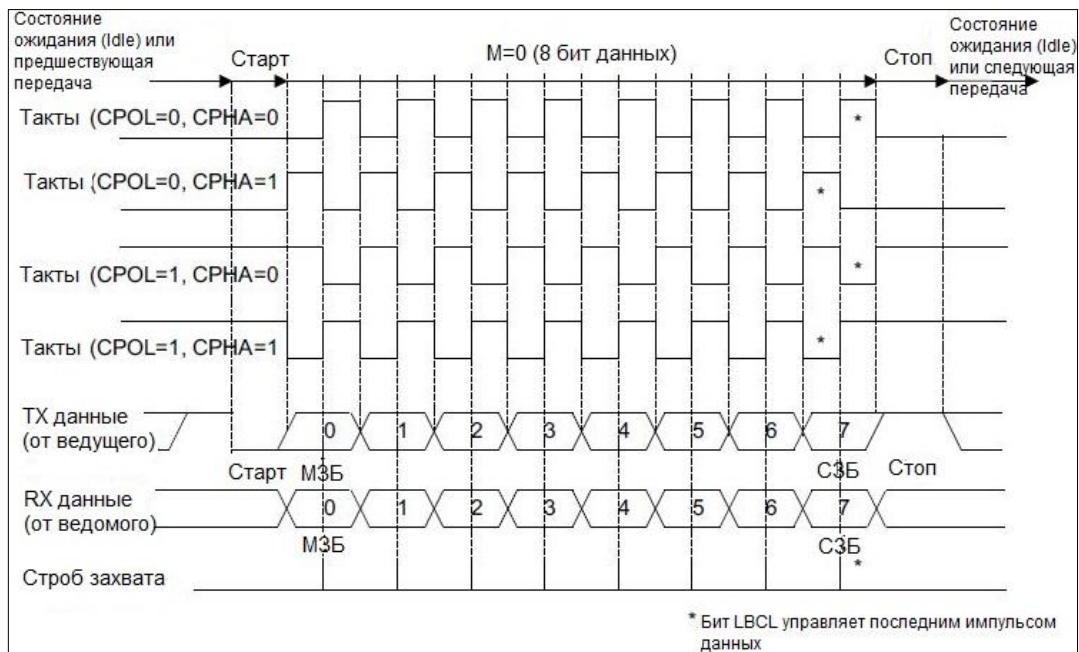 Состояние
ожидания (Idle) или
предшествующая
передача
Старт
M=0 (8 бит данных)
Стоп
Состояние
ожидания (Idle)
или следующая
передача
Такты (CPOL=0, CPHA=0
*
Такты (CPOL=0, CPHA=1
*
Такты (CPOL=1, CPHA=0
*
Такты (CPOL=1, CPHA=1
*
TX данные
(от ведущего)
0 1 2 3 4 5 6 7
Старт МЗБ СЗБ Стоп
RX данные
(от ведомого)
0 1 2 3 4 5 6 7
МЗБ СЗБ
*
Строб захвата
* Бит LBCL управляет последним импульсом
данных